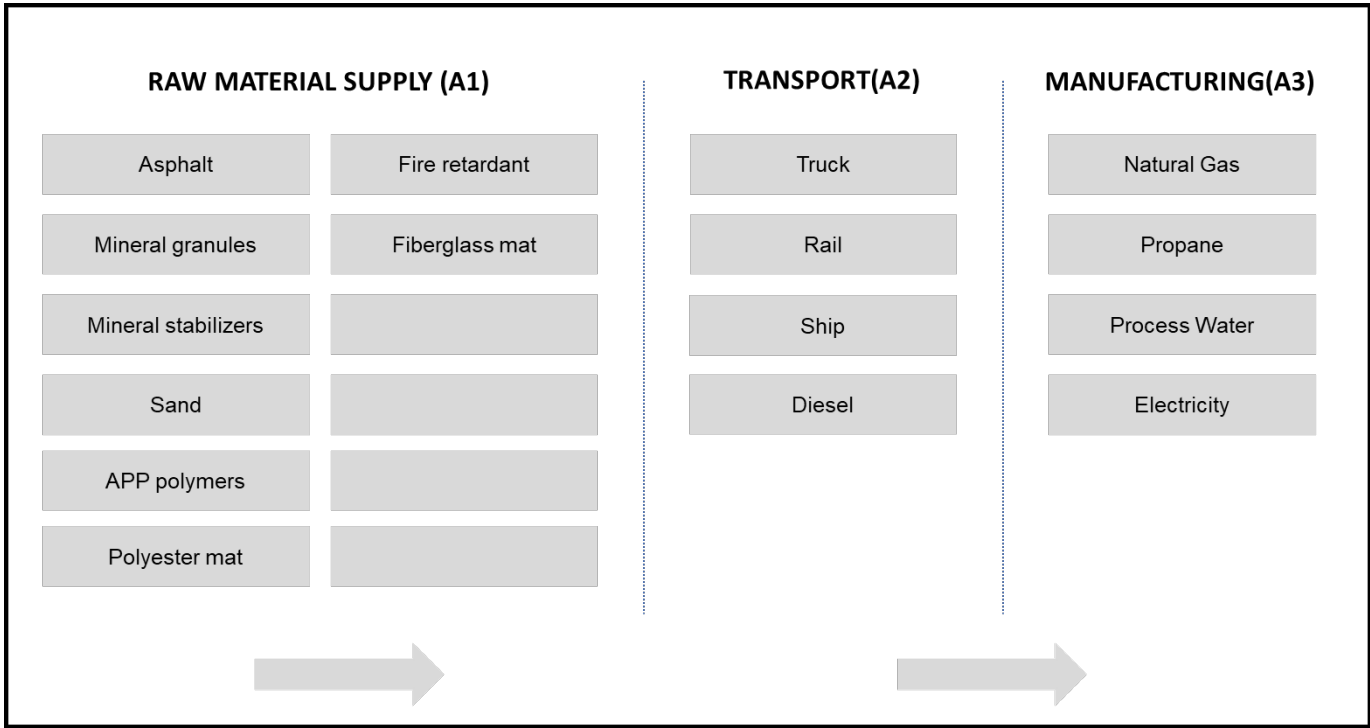 RAW MATERIAL SUPPLY (A1)
Asphalt
Mineral granules
Mineral stabilizers
Sand
APP polymers
Polyester mat
Fire retardant
Fiberglass mat
TRANSPORT(A2)
Truck
Rail
Ship
Diesel
MANUFACTURING(A3)
Natural Gas
Propane
Process Water
Electricity